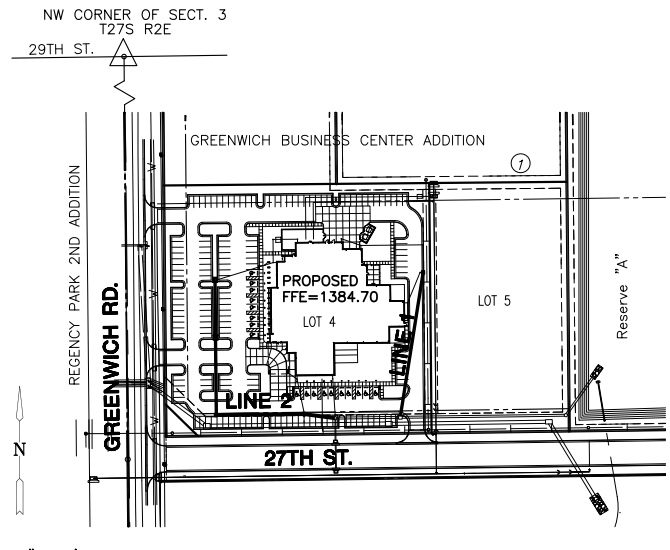 NW CORNER OF SECT. 3
T27S R2E
29TH ST.
GREENWICH BUSINESS CENTER ADDITION
1
REGENCY PARK 2ND ADDITION
GREENWICH RD.
PROPOSED
FFE=1384.70
LOT 4
LINE 1
LOT 5
Reserve "A"
LINE 2
27TH ST.
N